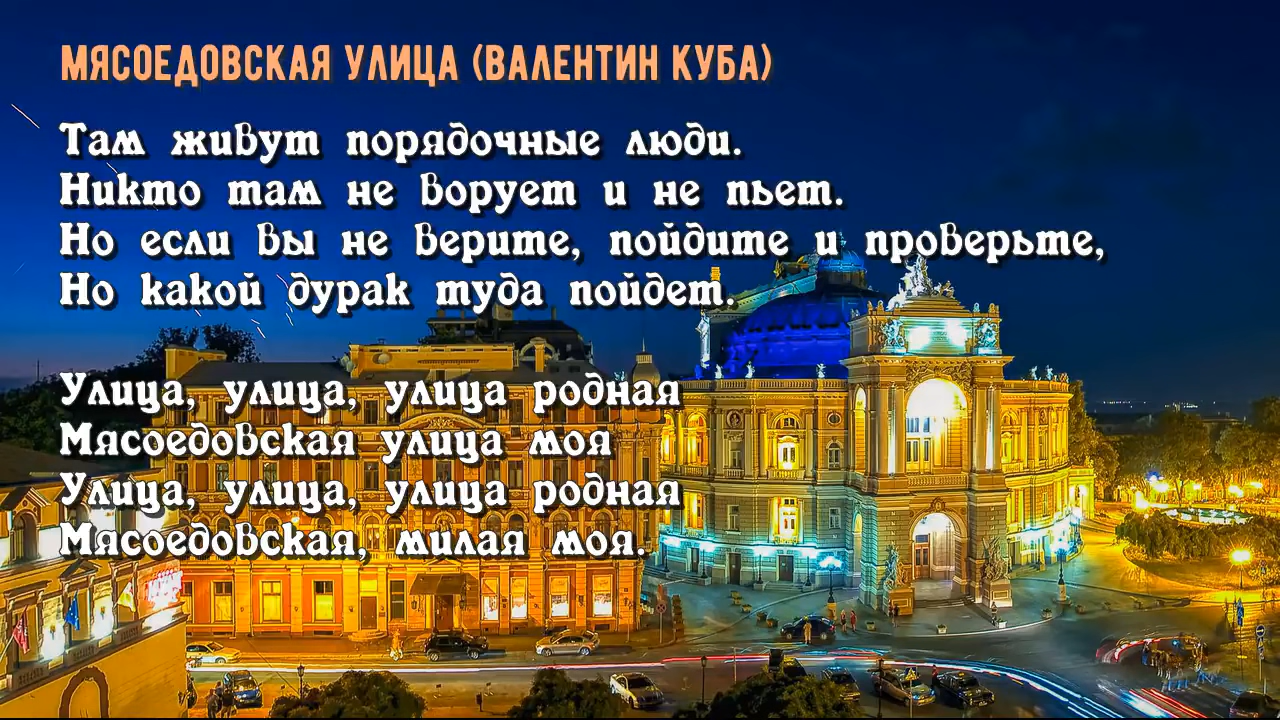 МЯСОЕДОВСКАЯ УЛИЦА (ВАЛЕНТИН КУБА)
Там живут порядочные люди.
Никто там не ворует и не пьет.
Но если вы не верите, пойдите и проверьте,
Но какой дурак туда пойдет.
Улица, улица, улица родная
Мясоедовская улица моя
Улица, улица, улица родная
Мясоедовская, милая моя.